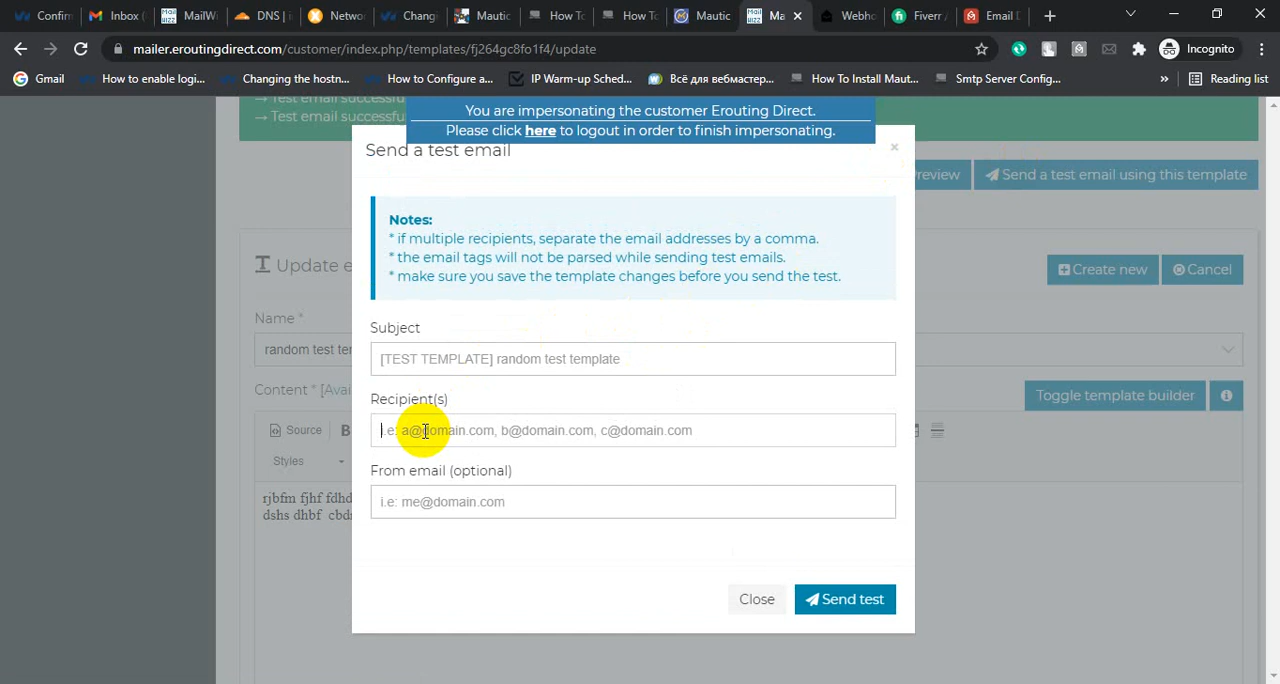 Confirm
Inbox (
MailWi
DNS | 
Netwo
Changi
Mautic
How To
How To
Mautic
Ma
Webh
Fiverr
Email D
mailer.eroutingdirect.com/customer/index.php/templates/fj264gc8fo1f4/update
Incognito
Gmail
How to enable logi...
Changing the hostn...
How to Configure a...
IP Warm-up Sched...
Всё для вебмастер...
How To Install Maut...
Smtp Server Config...
»
Reading list
→ Test email successfu
→ Test email successfu
You are impersonating the customer Erouting Direct.
Please click here to logout in order to finish impersonating.
Send a test email
×
review
Send a test email using this template
Notes:
* if multiple recipients, separate the email addresses by a comma.
* the email tags will not be parsed while sending test emails.
* make sure you save the template changes before you send the test.
Update e
Create new
Cancel
Name *
random test te
Subject
[TEST TEMPLATE] random test template
Content * [Avai
Toggle template builder
Recipient(s)
i.e: a@domain.com, b@domain.com, c@domain.com
Source
B
Styles
From email (optional)
i.e: me@domain.com
rjbfm fjhf fdhd
dshs dhbf cbd
Close
Send test